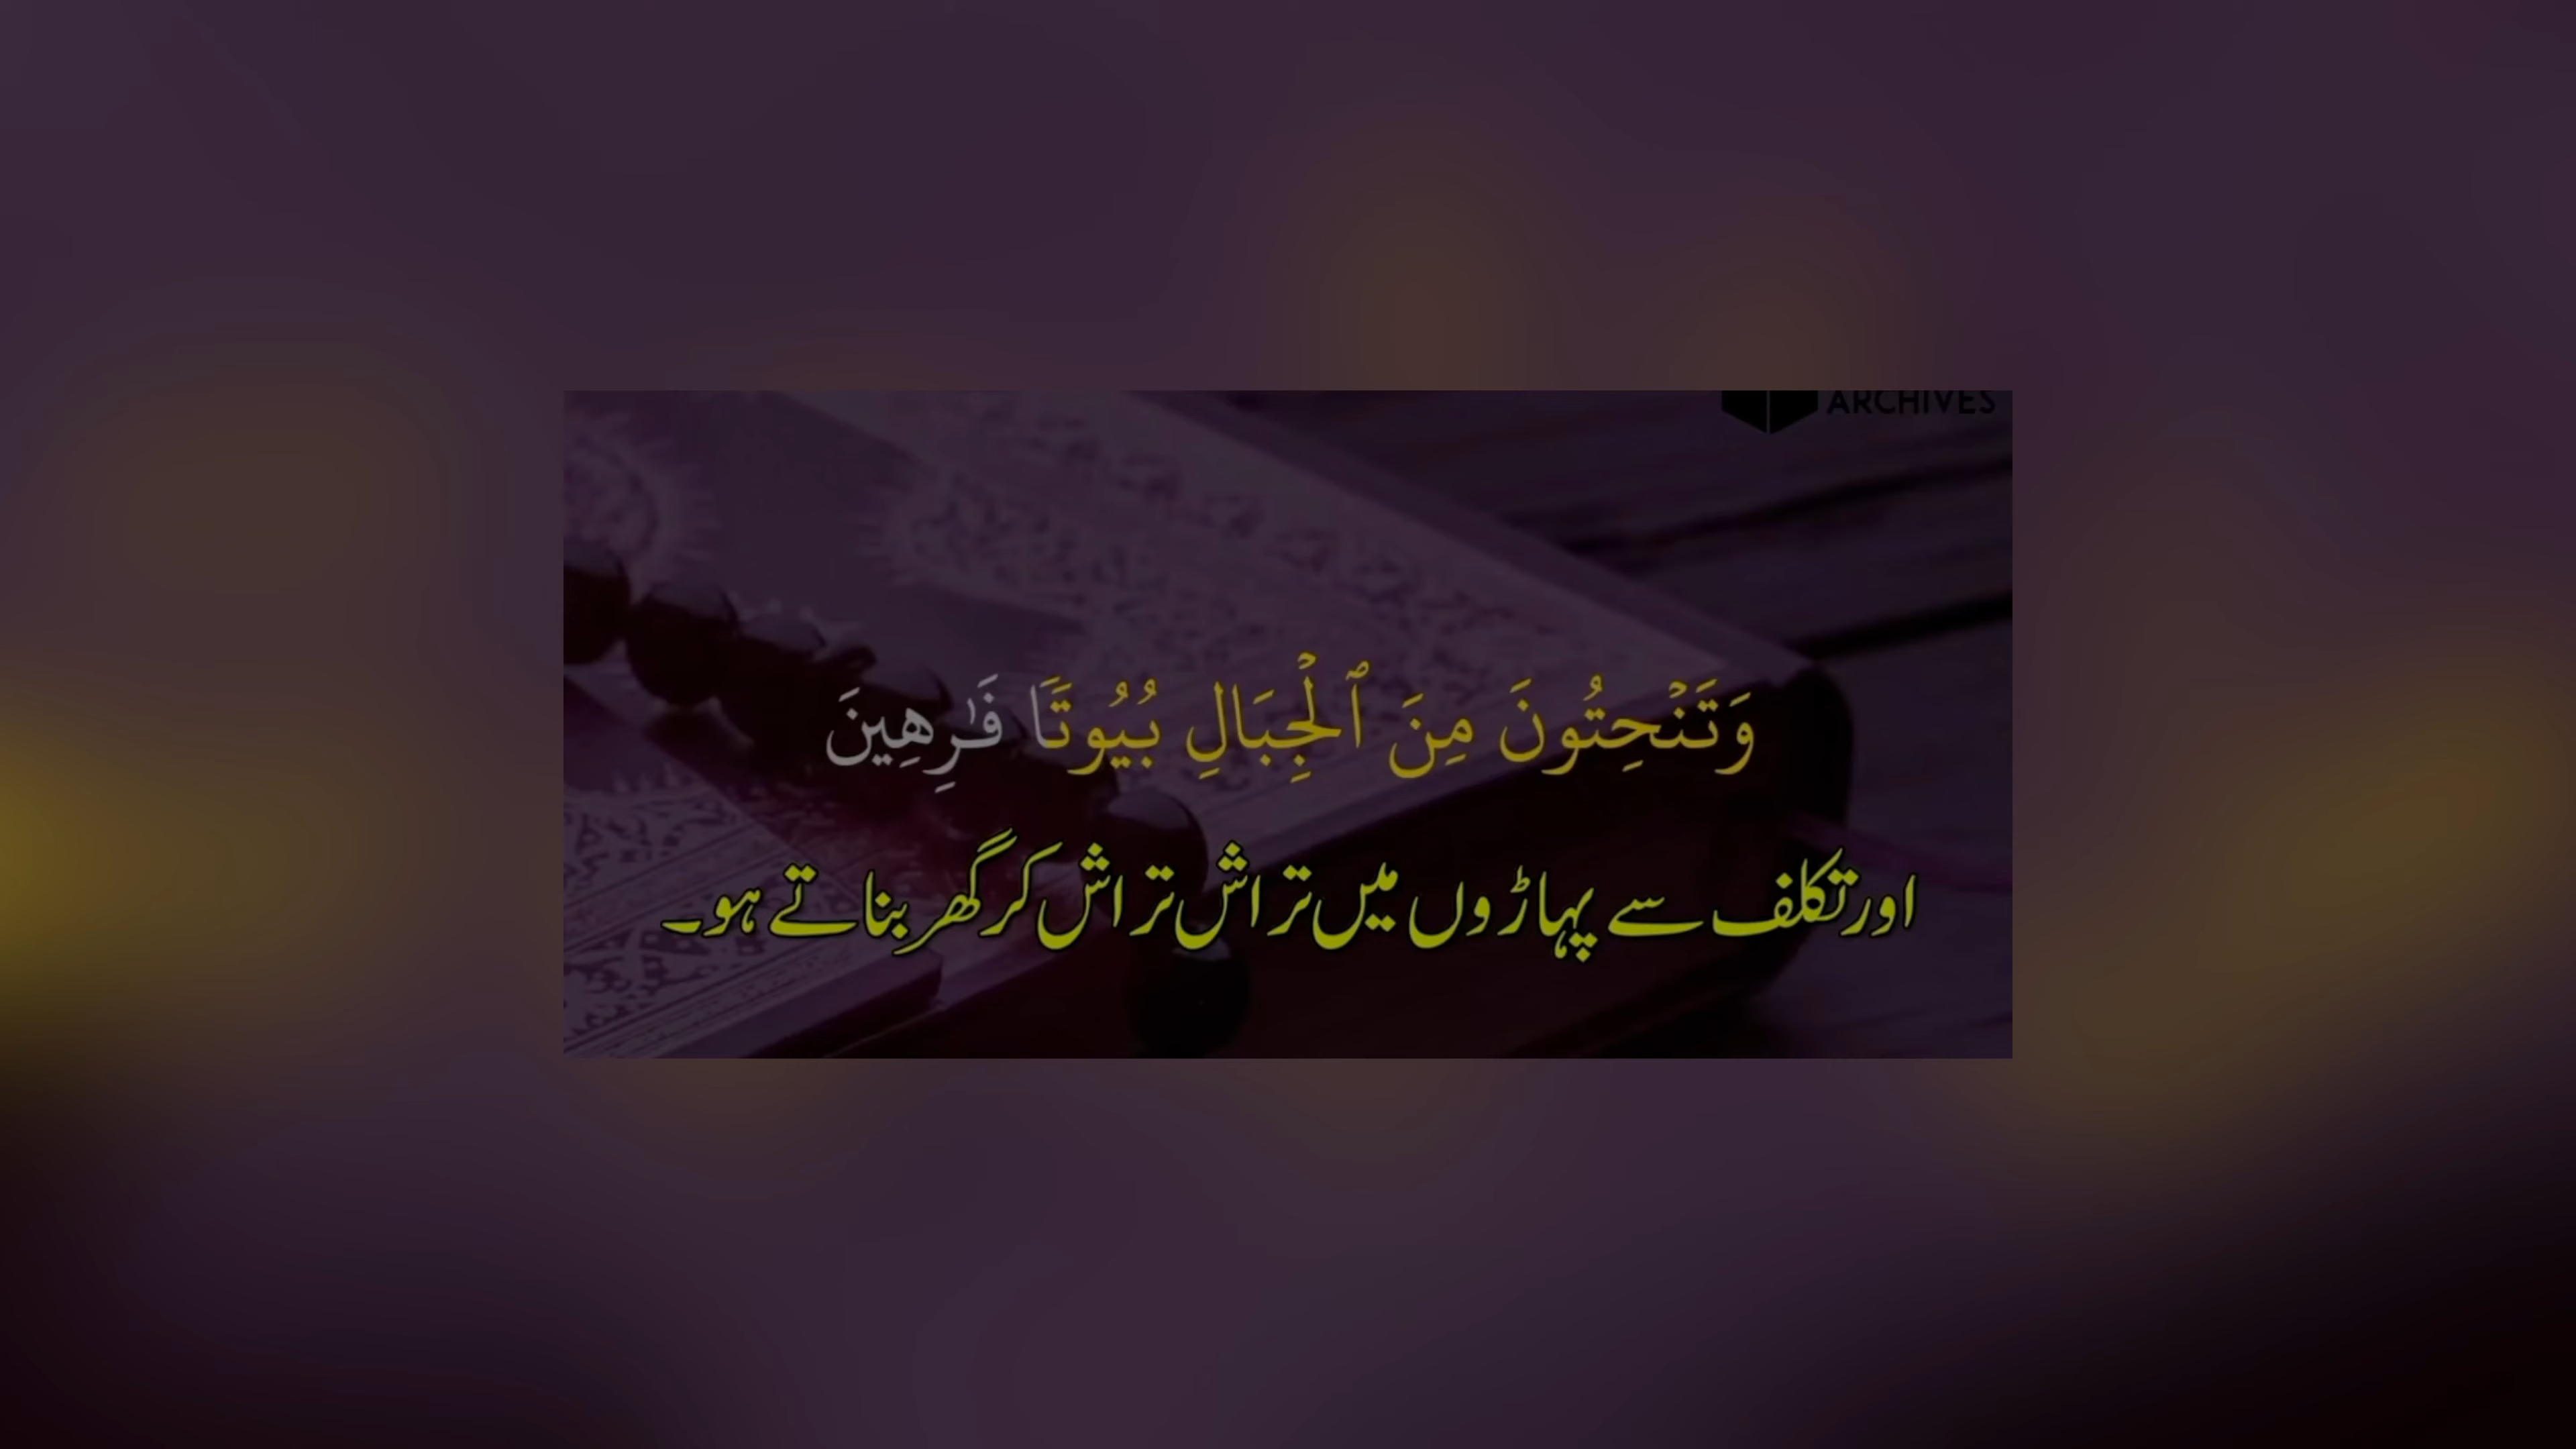 ARCHIVES
وَتَنْحِتُونَ مِنَ ٱلْجِبَالِ بُيُوتًا فَـٰرِهِينَ
اور تکلف سے پہاڑوں میں تراش تراش کر گھر بناتے ہو۔